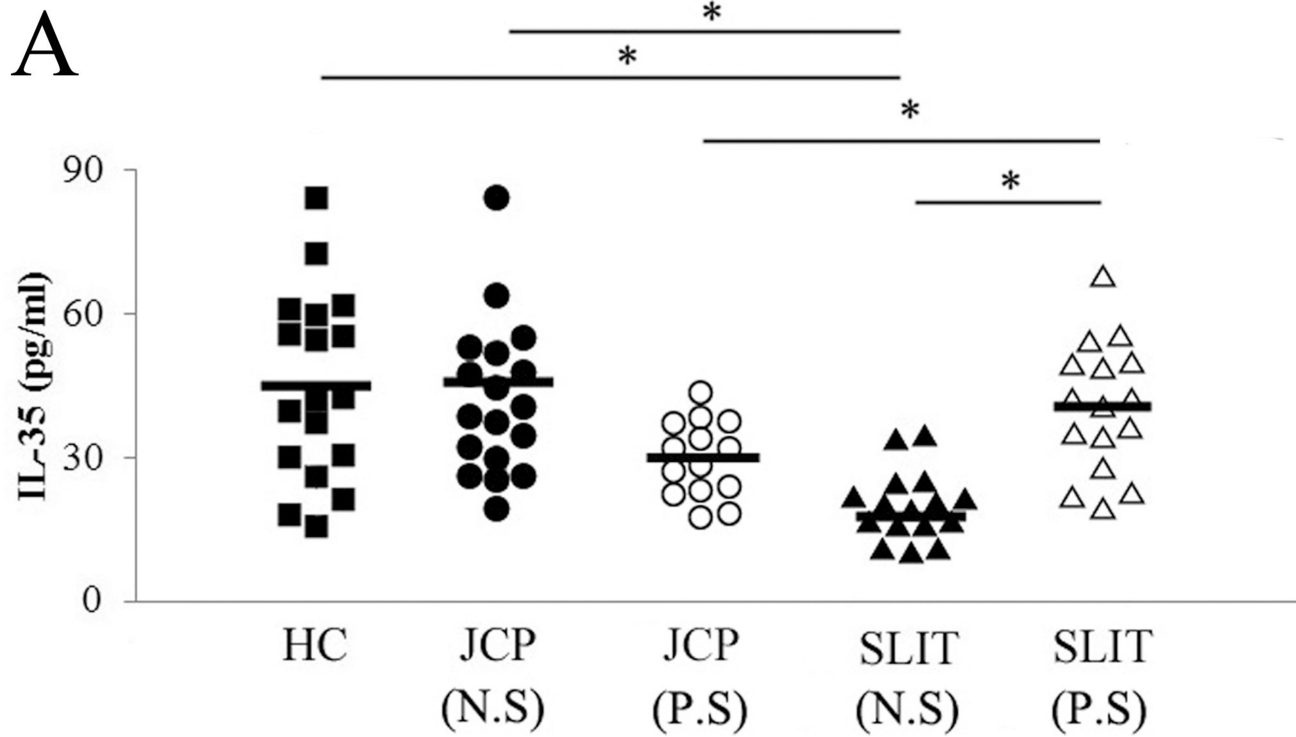 A
*
*
*
*
90
60
30
0
IL-35 (pg/ml)
HC JCP JCP SLIT SLIT
(N.S) (P.S) (N.S) (P.S)